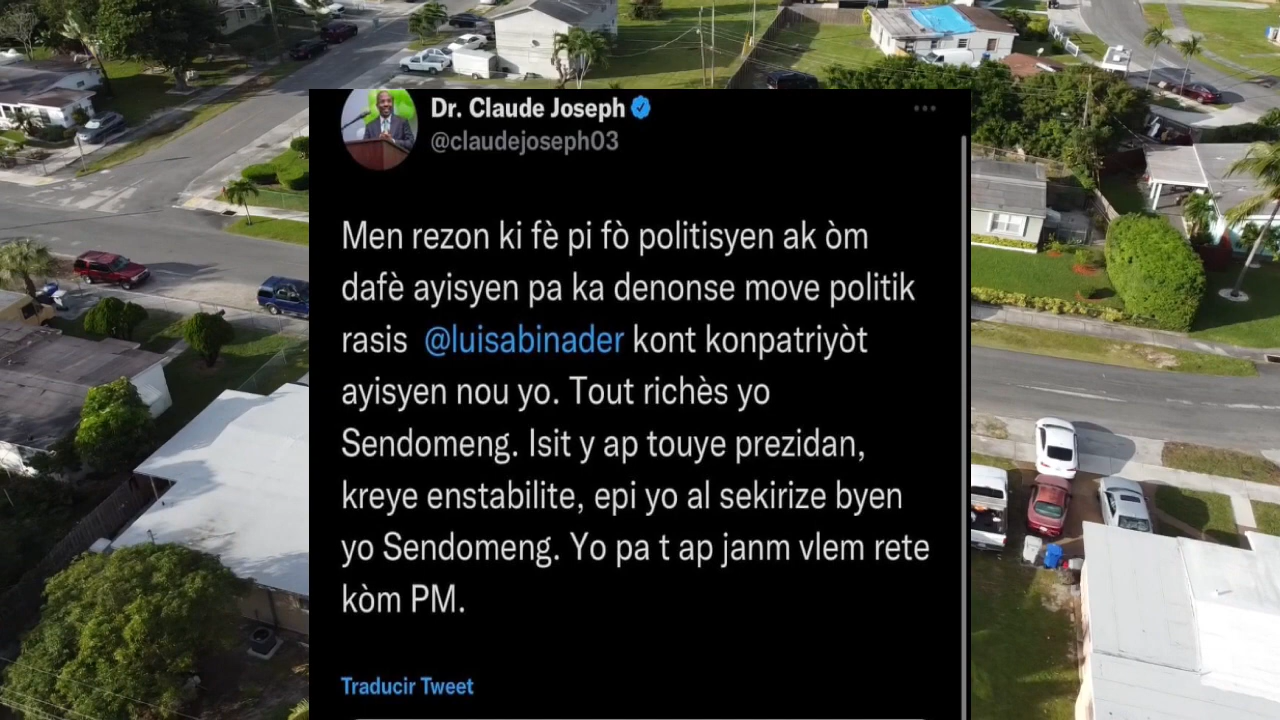 Dr. Claude Joseph
@claudejoseph03
Men rezon ki fè pi fò politisyen ak òm
dafè ayisyen pa ka denonse move politik
rasis @luisabinader kont konpatriyòt
ayisyen nou yo. Tout richès yo
Sendomeng. Isit y ap touye prezidan,
kreye enstabilite, epi yo al sekirize byen
yo Sendomeng. Yo pa t ap janm vlem rete
kòm PM.
Traducir Tweet